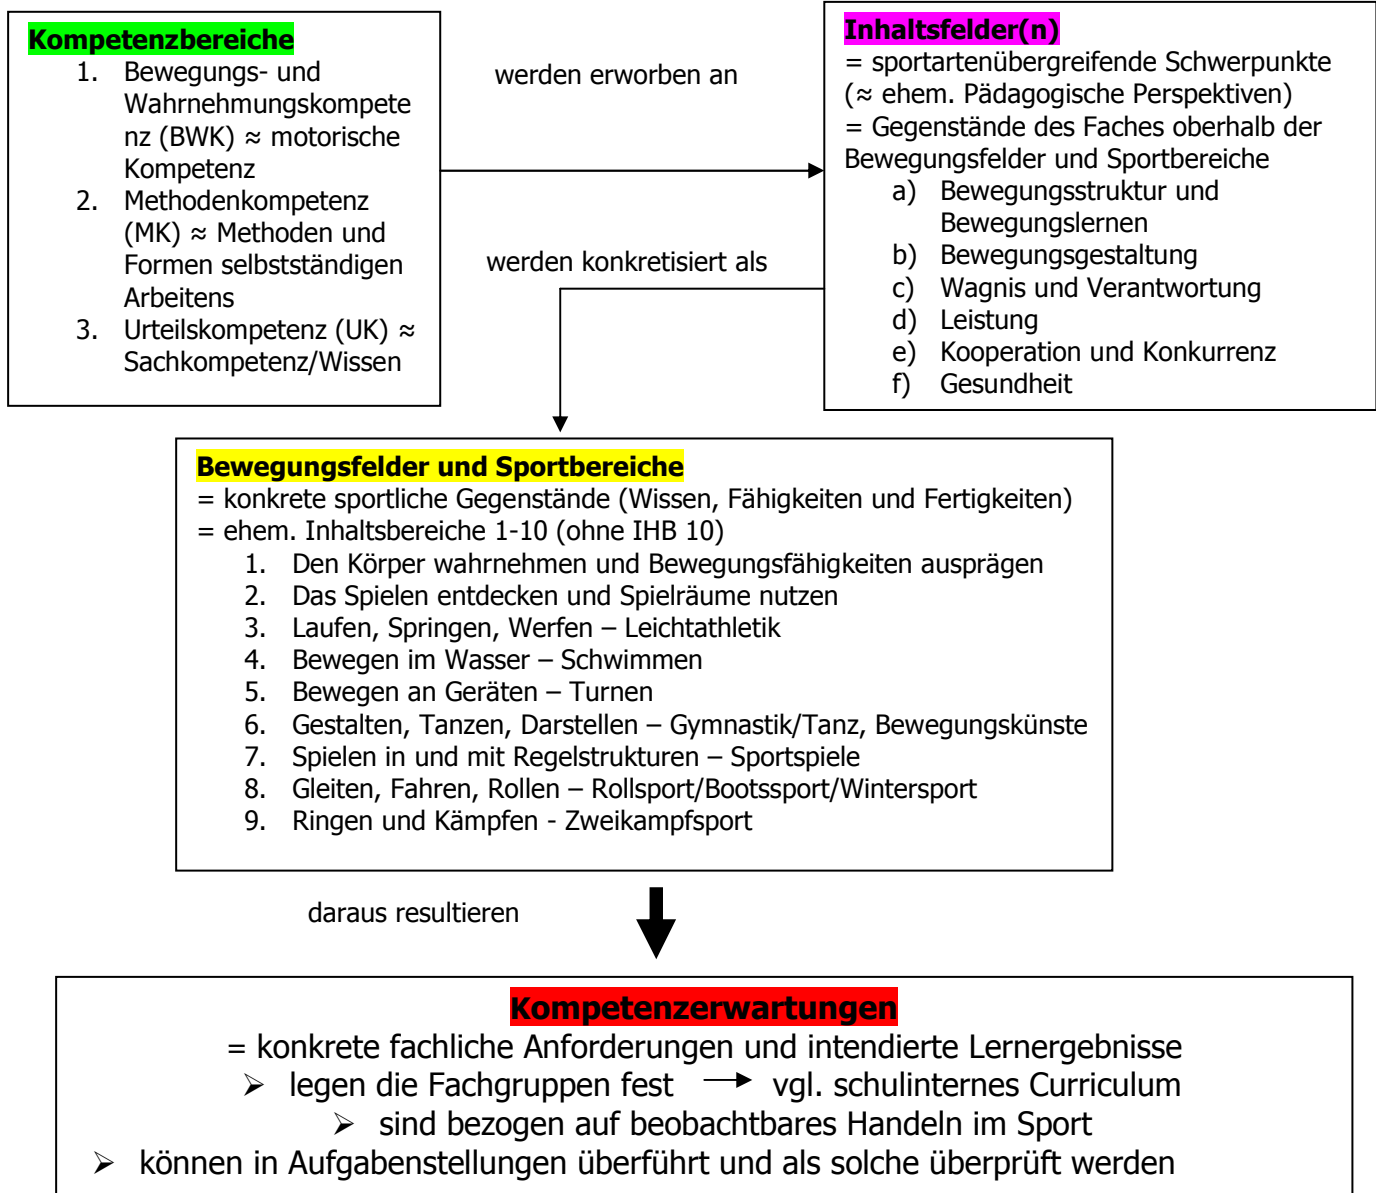 Kompetenzbereiche
1. Bewegungs- und
Wahrnehmungskompete
nz (BWK) ≈ motorische
Kompetenz
2. Methodenkompetenz
(MK) ≈ Methoden und
Formen selbstständigen
Arbeitens
3. Urteilskompetenz (UK) ≈
Sachkompetenz/Wissen
werden erworben an
Inhaltsfelder(n)
= sportartenübergreifende Schwerpunkte
(≈ ehem. Pädagogische Perspektiven)
= Gegenstände des Faches oberhalb der
Bewegungsfelder und Sportbereiche
a) Bewegungsstruktur und
Bewegungslernen
b) Bewegungsgestaltung
c) Wagnis und Verantwortung
d) Leistung
e) Kooperation und Konkurrenz
f) Gesundheit
werden konkretisiert als
Bewegungsfelder und Sportbereiche
= konkrete sportliche Gegenstände (Wissen, Fähigkeiten und Fertigkeiten)
= ehem. Inhaltsbereiche 1-10 (ohne IHB 10)
1. Den Körper wahrnehmen und Bewegungsfähigkeiten ausprägen
2. Das Spielen entdecken und Spielräume nutzen
3. Laufen, Springen, Werfen – Leichtathletik
4. Bewegen im Wasser – Schwimmen
5. Bewegen an Geräten – Turnen
6. Gestalten, Tanzen, Darstellen – Gymnastik/Tanz, Bewegungskünste
7. Spielen in und mit Regelstrukturen – Sportspiele
8. Gleiten, Fahren, Rollen – Rollsport/Bootssport/Wintersport
9. Ringen und Kämpfen - Zweikampfsport
daraus resultieren
Kompetenzerwartungen
= konkrete fachliche Anforderungen und intendierte Lernergebnisse
➢ legen die Fachgruppen fest → vgl. schulinternes Curriculum
➢ sind bezogen auf beobachtbares Handeln im Sport
➢ können in Aufgabenstellungen überführt und als solche überprüft werden